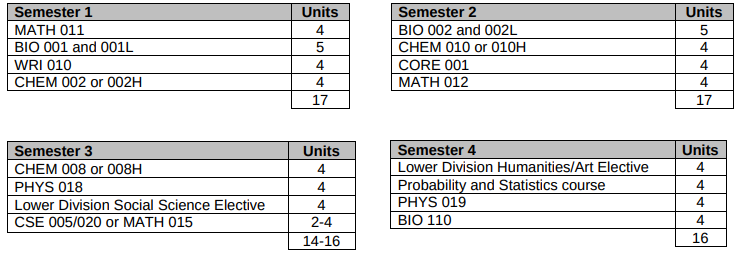 Semester 1 Units
MATH 011 4
BIO 001 and 001L 5
WRI 010 4
CHEM 002 or 002H 4
17
Semester 2 Units
BIO 002 and 002L 5
CHEM 010 or 010H 4
CORE 001 4
MATH 012 4
17
Semester 3 Units
CHEM 008 or 008H 4
PHYS 018 4
Lower Division Social Science Elective 4
CSE 005/020 or MATH 015 2-4
14-16
Semester 4 Units
Lower Division Humanities/Art Elective 4
Probability and Statistics course 4
PHYS 019 4
BIO 110 4
16